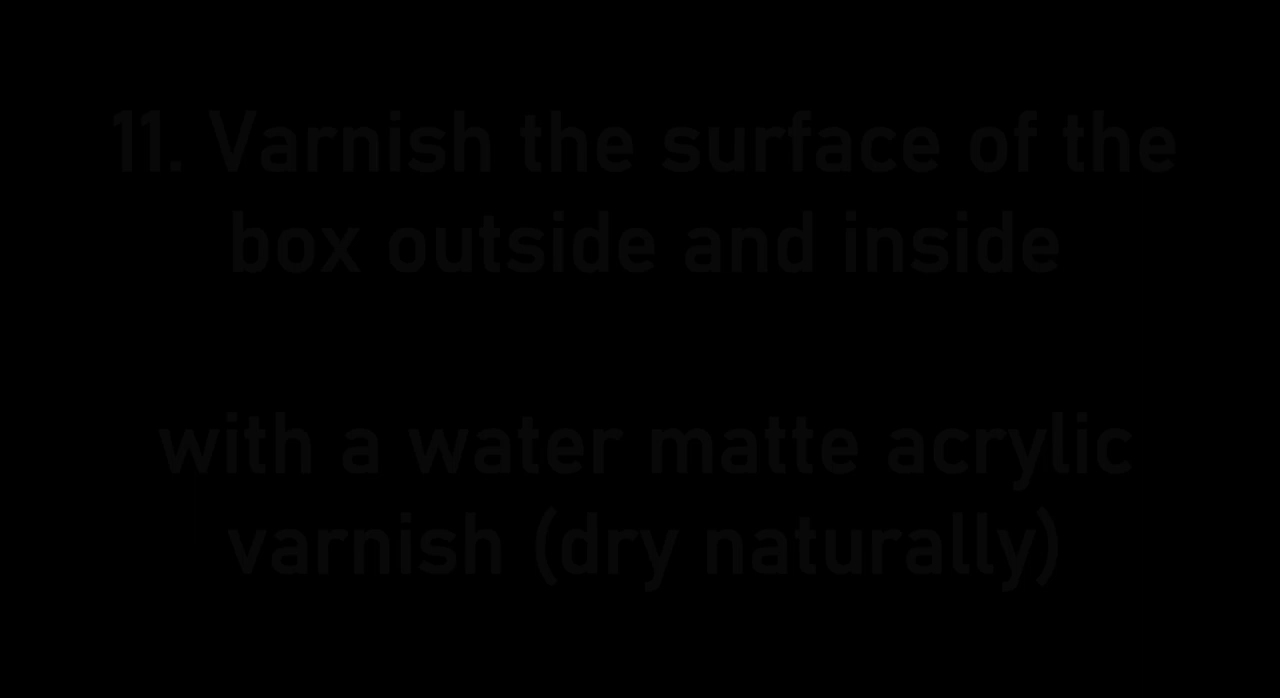 11. Varnish the surface of the
box outside and inside
with a water matte acrylic
varnish (dry naturally)